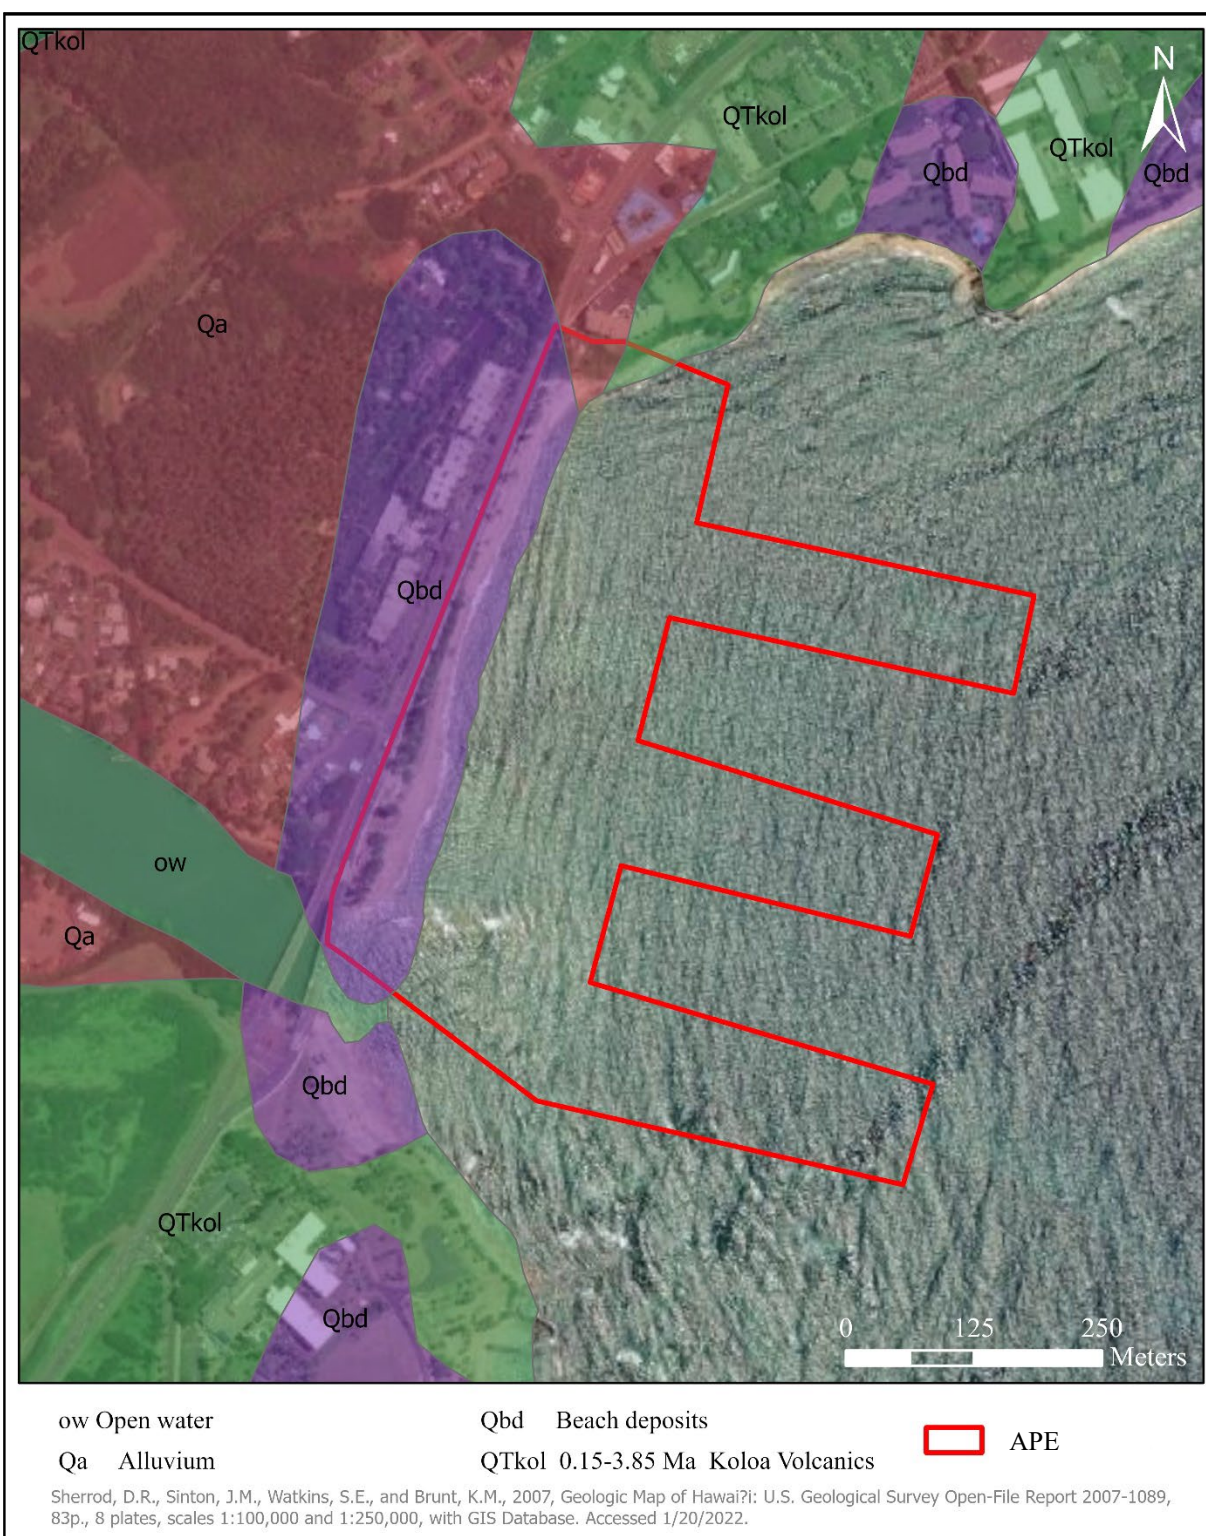 QTkol
N
QTkol
QTkol
Qbd
Qbd
Qa
Qbd
ow
Qa
Qbd
QTkol
Qbd
0 125 250
Meters
ow Open water
Qbd Beach deposits
APE
Qa Alluvium
QTkol 0.15-3.85 Ma Koloa Volcanics
Sherrod, D.R., Sinton, J.M., Watkins, S.E., and Brunt, K.M., 2007, Geologic Map of Hawai?i: U.S. Geological Survey Open-File Report 2007-1089,
83p., 8 plates, scales 1:100,000 and 1:250,000, with GIS Database. Accessed 1/20/2022.